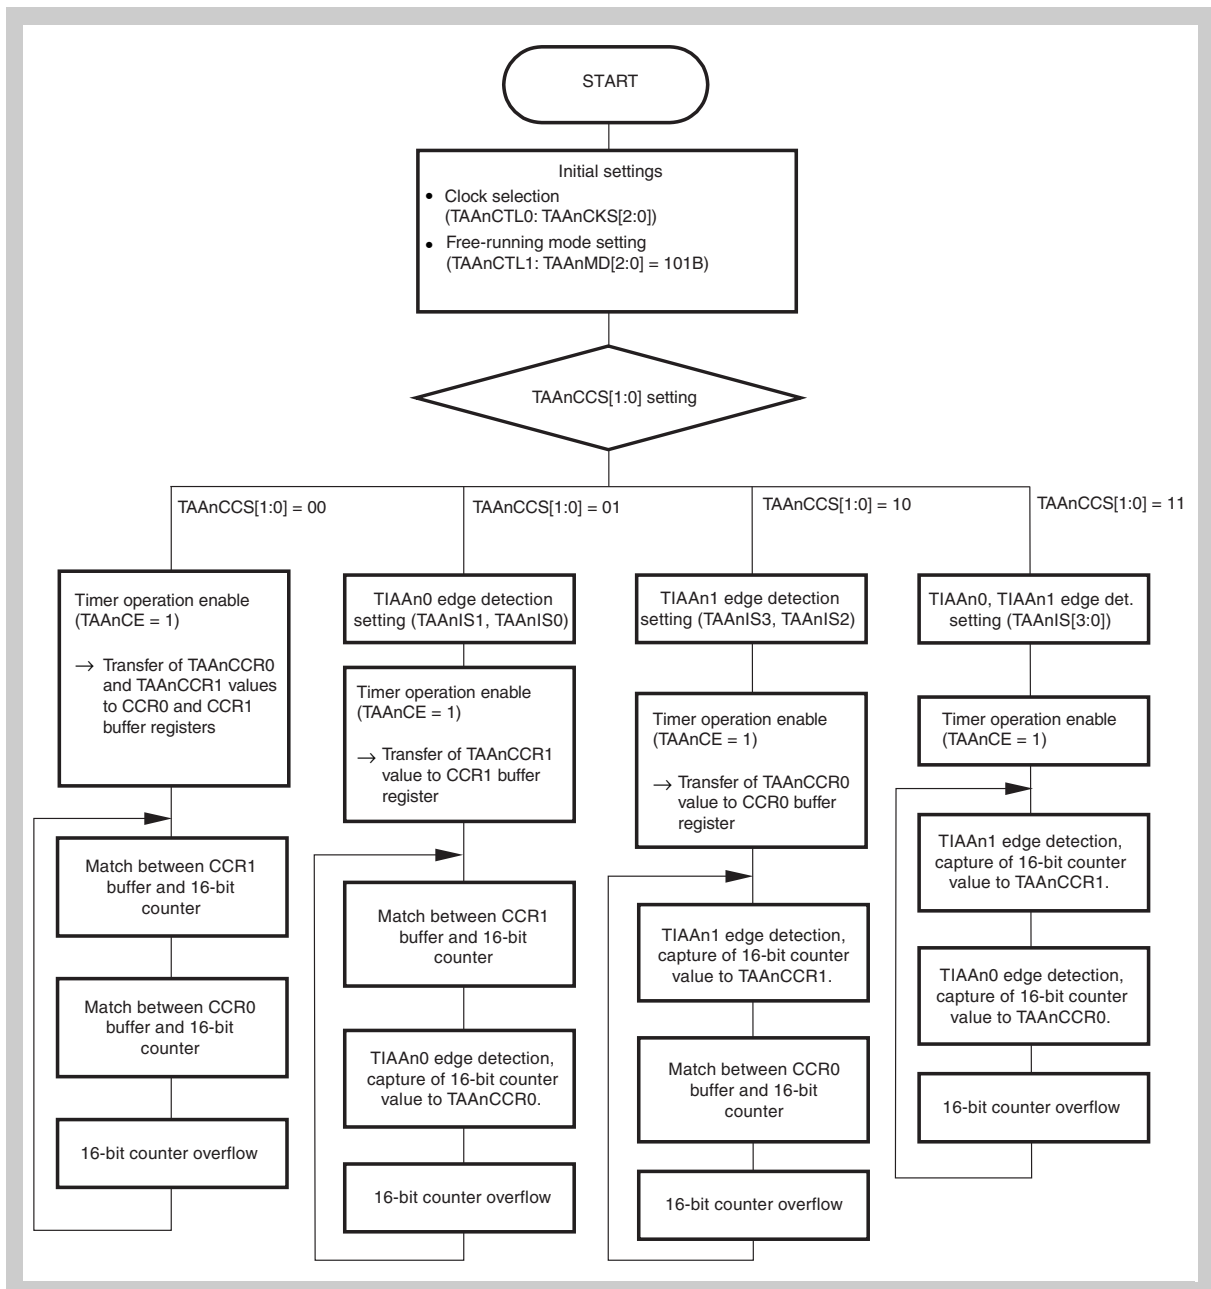 START
Initial settings
• Clock selection
(TAAnCTL0: TAAnCKS[2:0])
• Free-running mode setting
(TAAnCTL1: TAAnMD[2:0] = 101B)
TAAnCCS[1:0] setting
TAAnCCS[1:0] = 00
TAAnCCS[1:0] = 01
TAAnCCS[1:0] = 10
TAAnCCS[1:0] = 11
Timer operation enable
(TAAnCE = 1)
→ Transfer of TAAnCCR0
and TAAnCCR1 values
to CCR0 and CCR1
buffer registers
Match between CCR1
buffer and 16-bit
counter
Match between CCR0
buffer and 16-bit
counter
16-bit counter overflow
TIAAn0 edge detection
setting (TAAnIS1, TAAnIS0)
Timer operation enable
(TAAnCE = 1)
→ Transfer of TAAnCCR1
value to CCR1 buffer
register
Match between CCR1
buffer and 16-bit
counter
TIAAn0 edge detection,
capture of 16-bit counter
value to TAAnCCR0.
16-bit counter overflow
TIAAn1 edge detection
setting (TAAnIS3, TAAnIS2)
Timer operation enable
(TAAnCE = 1)
→ Transfer of TAAnCCR0
value to CCR0 buffer
register
TIAAn1 edge detection,
capture of 16-bit counter
value to TAAnCCR1.
Match between CCR0
buffer and 16-bit
counter
16-bit counter overflow
TIAAn0, TIAAn1 edge det.
setting (TAAnIS[3:0])
Timer operation enable
(TAAnCE = 1)
TIAAn1 edge detection,
capture of 16-bit counter
value to TAAnCCR1.
TIAAn0 edge detection,
capture of 16-bit counter
value to TAAnCCR0.
16-bit counter overflow